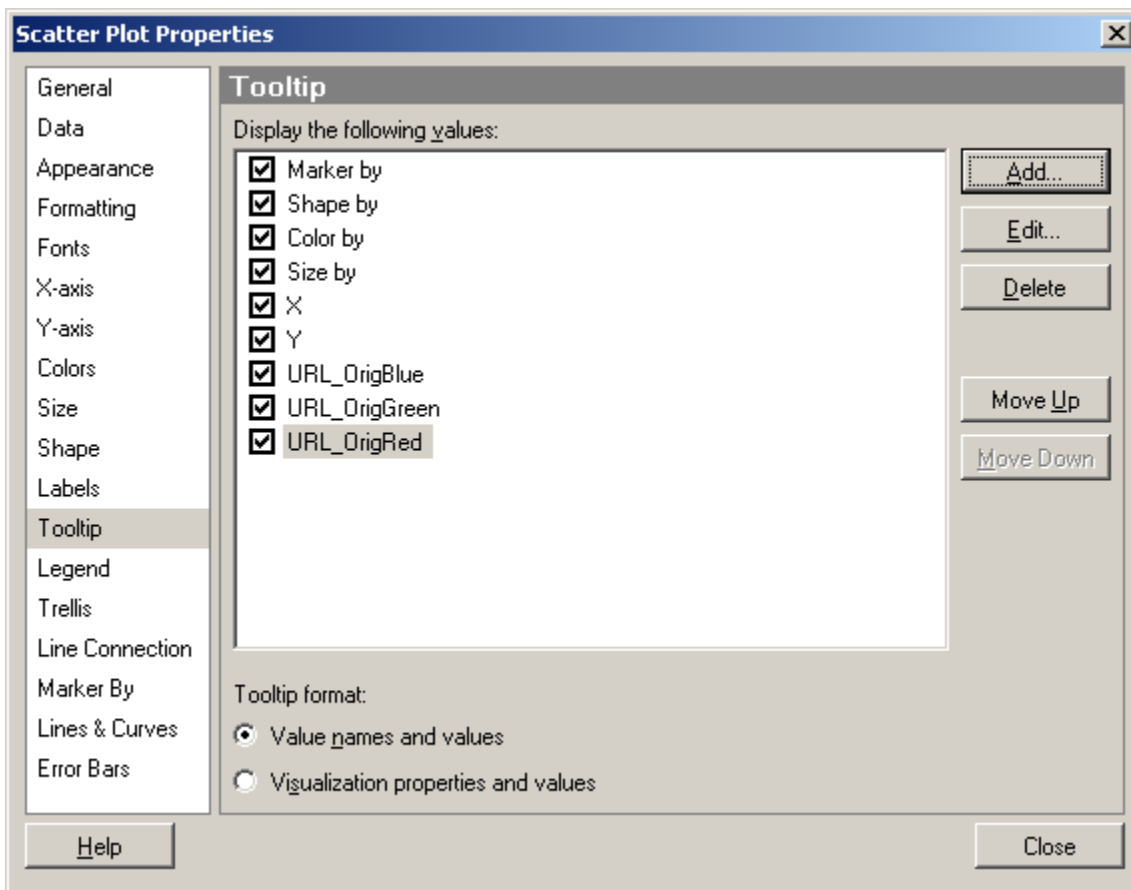 Scatter Plot Properties
General
Data
Appearance
Formatting
Fonts
X-axis
Y-axis
Colors
Size
Shape
Labels
Tooltip
Legend
Trellis
Line Connection
Marker By
Lines & Curves
Error Bars
Tooltip
Display the following values:
Marker by
Shape by
Color by
Size by
X
Y
URL_OrigBlue
URL_OrigGreen
URL_OrigRed
Add...
Edit...
Delete
Move Up
Move Down
Tooltip format:
Value names and values
Visualization properties and values
Help
Close